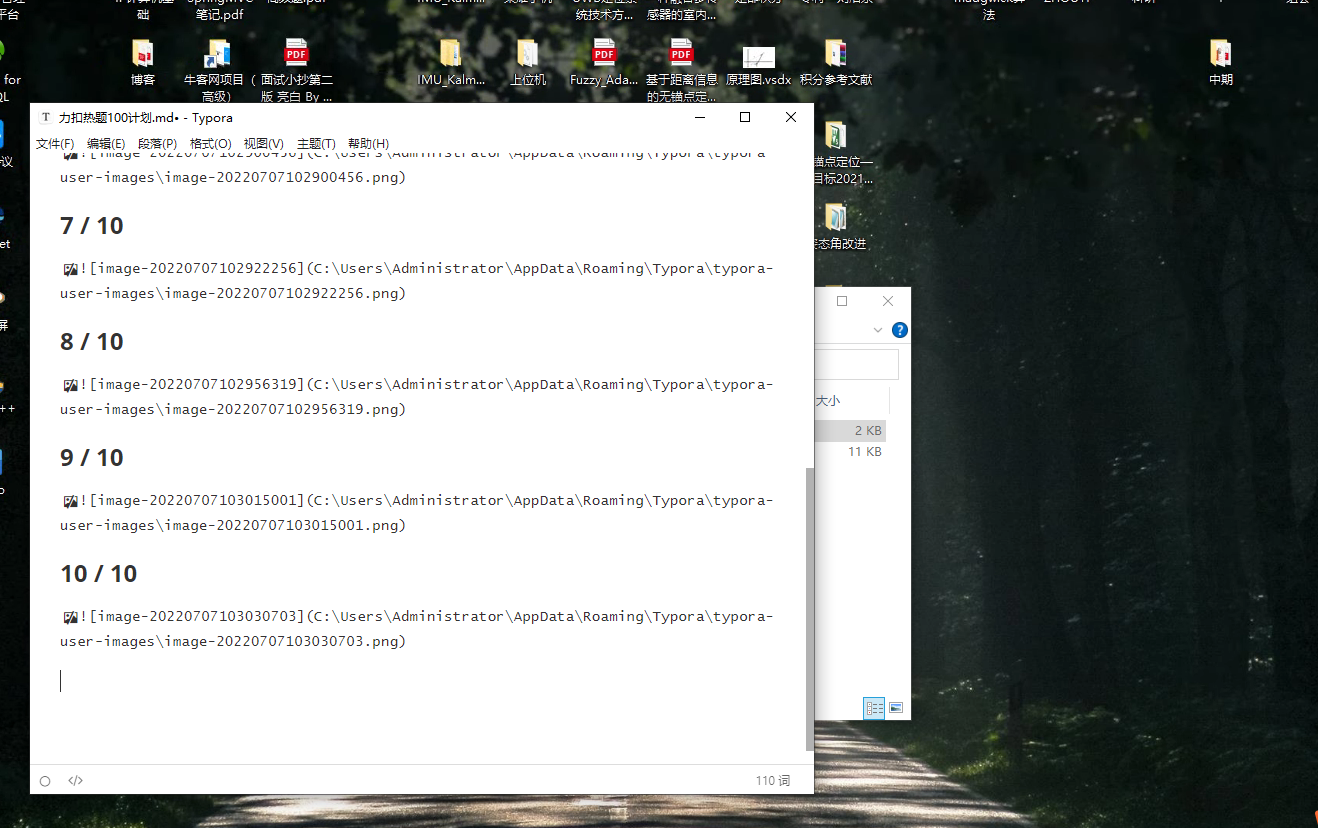 平台
础
笔记.pdf
统技术方...
感器的室内...
法
for
博客
牛客网项目（
高级）
面试小抄第二
版 亮白 By ...
IMU_Kalm...
上位机
Fuzzy_Ada...
基于距离信息
的无锚点定...
原理图.vsdx
积分参考文献
中期
锚点定位—
目标2021...
态角改进
力扣热题100计划.md• - Typora
文件(F) 编辑(E) 段落(P) 格式(O) 视图(V) 主题(T) 帮助(H)
![image-20220707102900456](C:\Users\Administrator\AppData\Roaming\Typora\typora-
user-images\image-20220707102900456.png)
7 / 10
![image-20220707102922256](C:\Users\Administrator\AppData\Roaming\Typora\typora-
user-images\image-20220707102922256.png)
8 / 10
![image-20220707102956319](C:\Users\Administrator\AppData\Roaming\Typora\typora-
user-images\image-20220707102956319.png)
9 / 10
![image-20220707103015001](C:\Users\Administrator\AppData\Roaming\Typora\typora-
user-images\image-20220707103015001.png)
10 / 10
![image-20220707103030703](C:\Users\Administrator\AppData\Roaming\Typora\typora-
user-images\image-20220707103030703.png)
</> 110 词
大小
2 KB
11 KB